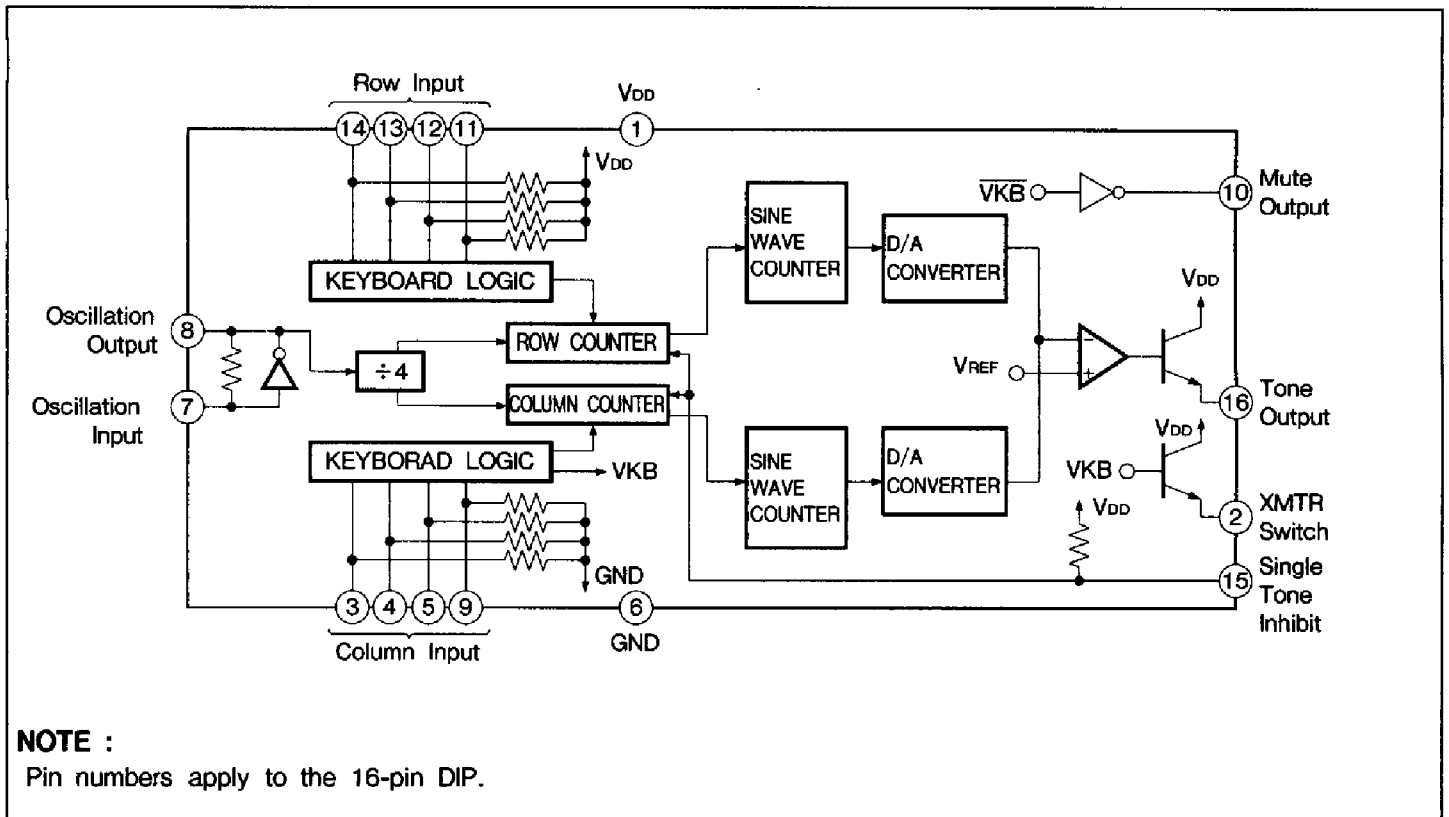 Row Input
VDD
14 13 12 11
1
VDD
VKB
10
Mute
Output
SINE
WAVE
COUNTER
D/A
CONVERTER
KEYBOARD LOGIC
VDD
Oscillation
Output
8
ROW COUNTER
÷4
VREF
−
+
16
Tone
Output
Oscillation
Input
7
COLUMN COUNTER
VDD
KEYBORAD LOGIC
VKB
SINE
WAVE
COUNTER
D/A
CONVERTER
VKB
2
XMTR
Switch
VDD
GND
15
Single
Tone
Inhibit
3 4 5 9
6
Column Input
GND
NOTE :
Pin numbers apply to the 16-pin DIP.